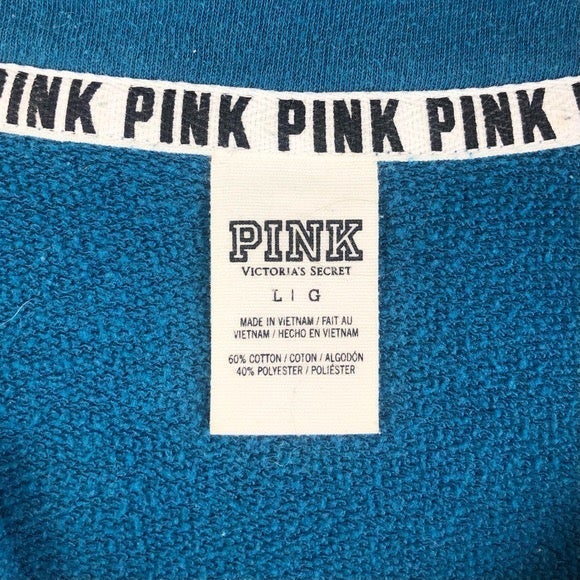 PINK PINK PINK PINK PINK
PINK
VICTORIA'S SECRET
L | G
MADE IN VIETNAM / FAIT AU
VIETNAM / HECHO EN VIETNAM
60% COTTON / COTON / ALGODÓN
40% POLYESTER / POLIÉSTER